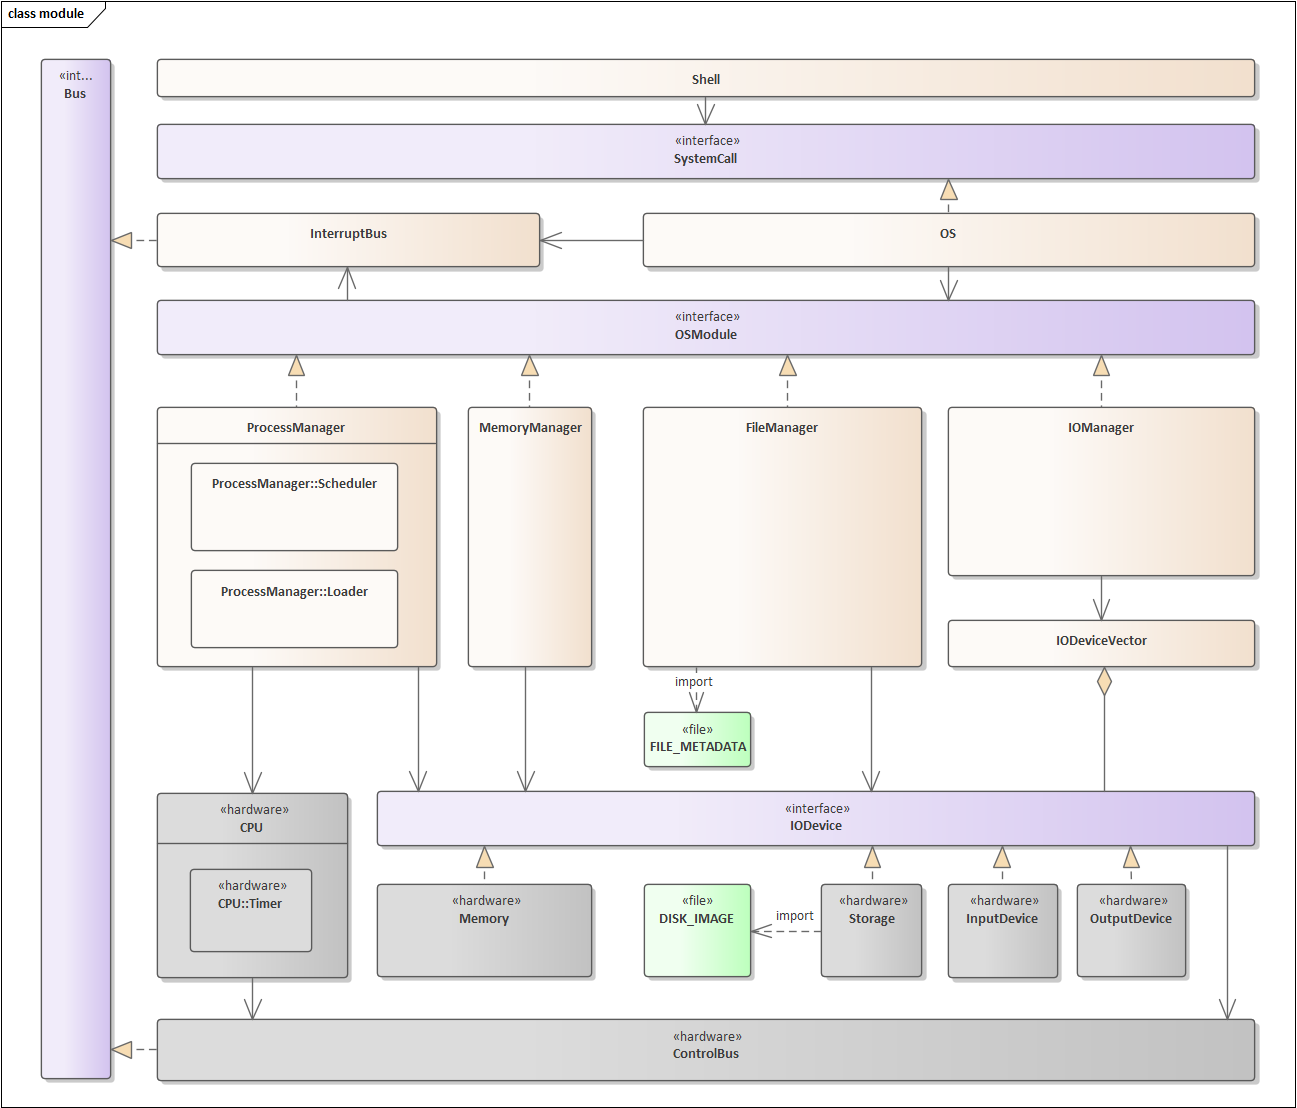 class module
«int...
Bus
Shell
«interface»
SystemCall
InterruptBus
OS
«interface»
OSModule
ProcessManager
ProcessManager::Scheduler
ProcessManager::Loader
MemoryManager
FileManager
IOManager
IODeviceVector
import
«file»
FILE_METADATA
«hardware»
CPU
«hardware»
CPU::Timer
«interface»
IODevice
«hardware»
Memory
«file»
DISK_IMAGE
import
«hardware»
Storage
«hardware»
InputDevice
«hardware»
OutputDevice
«hardware»
ControlBus